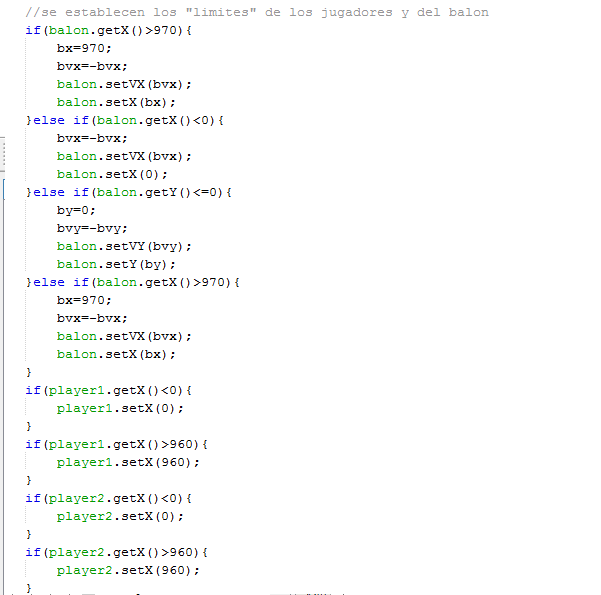 //se establecen los "limites" de los jugadores y del balon
if(balon.getX()>970){
    bx=970;
    bvx=-bvx;
    balon.setVX(bvx);
    balon.setX(bx);
}else if(balon.getX()<0){
    bvx=-bvx;
    balon.setVX(bvx);
    balon.setX(0);
}else if(balon.getY()<=0){
    by=0;
    bvy=-bvy;
    balon.setVY(bvy);
    balon.setY(by);
}else if(balon.getX()>970){
    bx=970;
    bvx=-bvx;
    balon.setVX(bvx);
    balon.setX(bx);
}
if(player1.getX()<0){
    player1.setX(0);
}
if(player1.getX()>960){
    player1.setX(960);
}
if(player2.getX()<0){
    player2.setX(0);
}
if(player2.getX()>960){
    player2.setX(960);
}